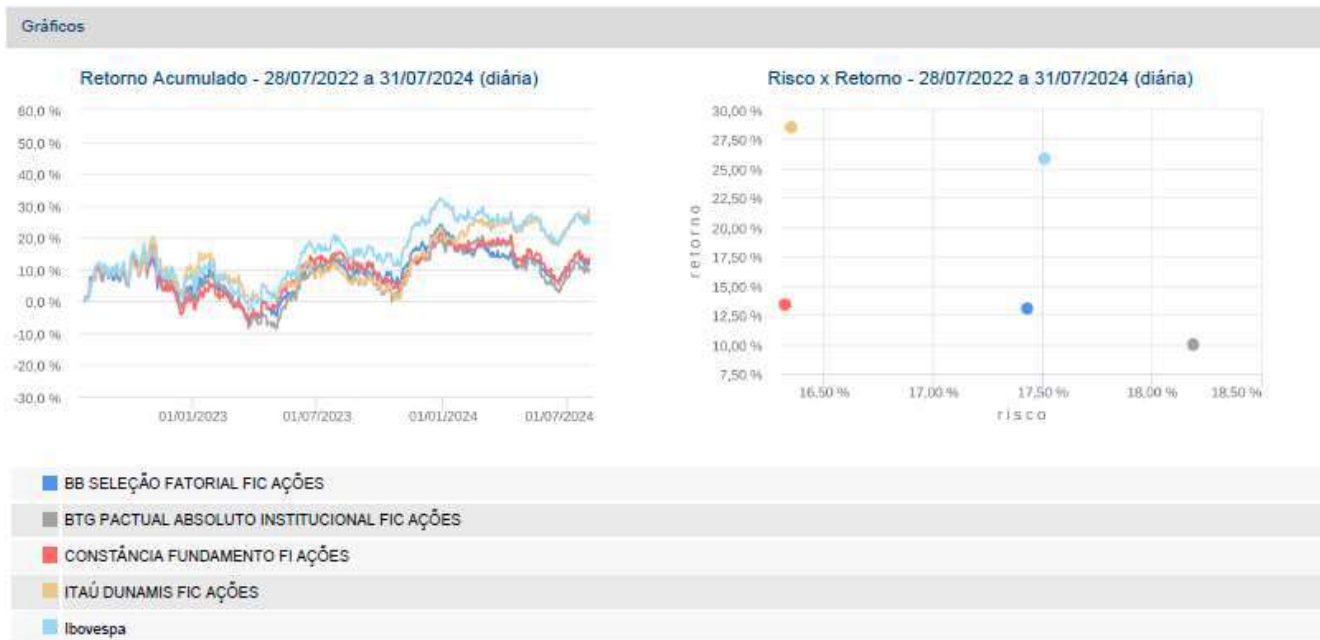 Gráficos
Retorno Acumulado - 28/07/2022 a 31/07/2024 (diária)
60,0 %
50,0 %
40,0 %
30,0 %
20,0 %
10,0 %
0,0 %
-10,0 %
-20,0 %
-30,0 %
01/01/2023
01/07/2023
01/01/2024
01/07/2024
Risco x Retorno - 28/07/2022 a 31/07/2024 (diária)
30,00 %
27,50 %
25,00 %
22,50 %
20,00 %
17,50 %
15,00 %
12,50 %
10,00 %
7,50 %
retorno
16,50 %
17,00 %
17,50 %
18,00 %
18,50 %
risco
BB SELEÇÃO FATORIAL FIC AÇÕES
BTG PACTUAL ABSOLUTO INSTITUCIONAL FIC AÇÕES
CONSTÂNCIA FUNDAMENTO FI AÇÕES
ITAÚ DUNAMIS FIC AÇÕES
Ibovespa